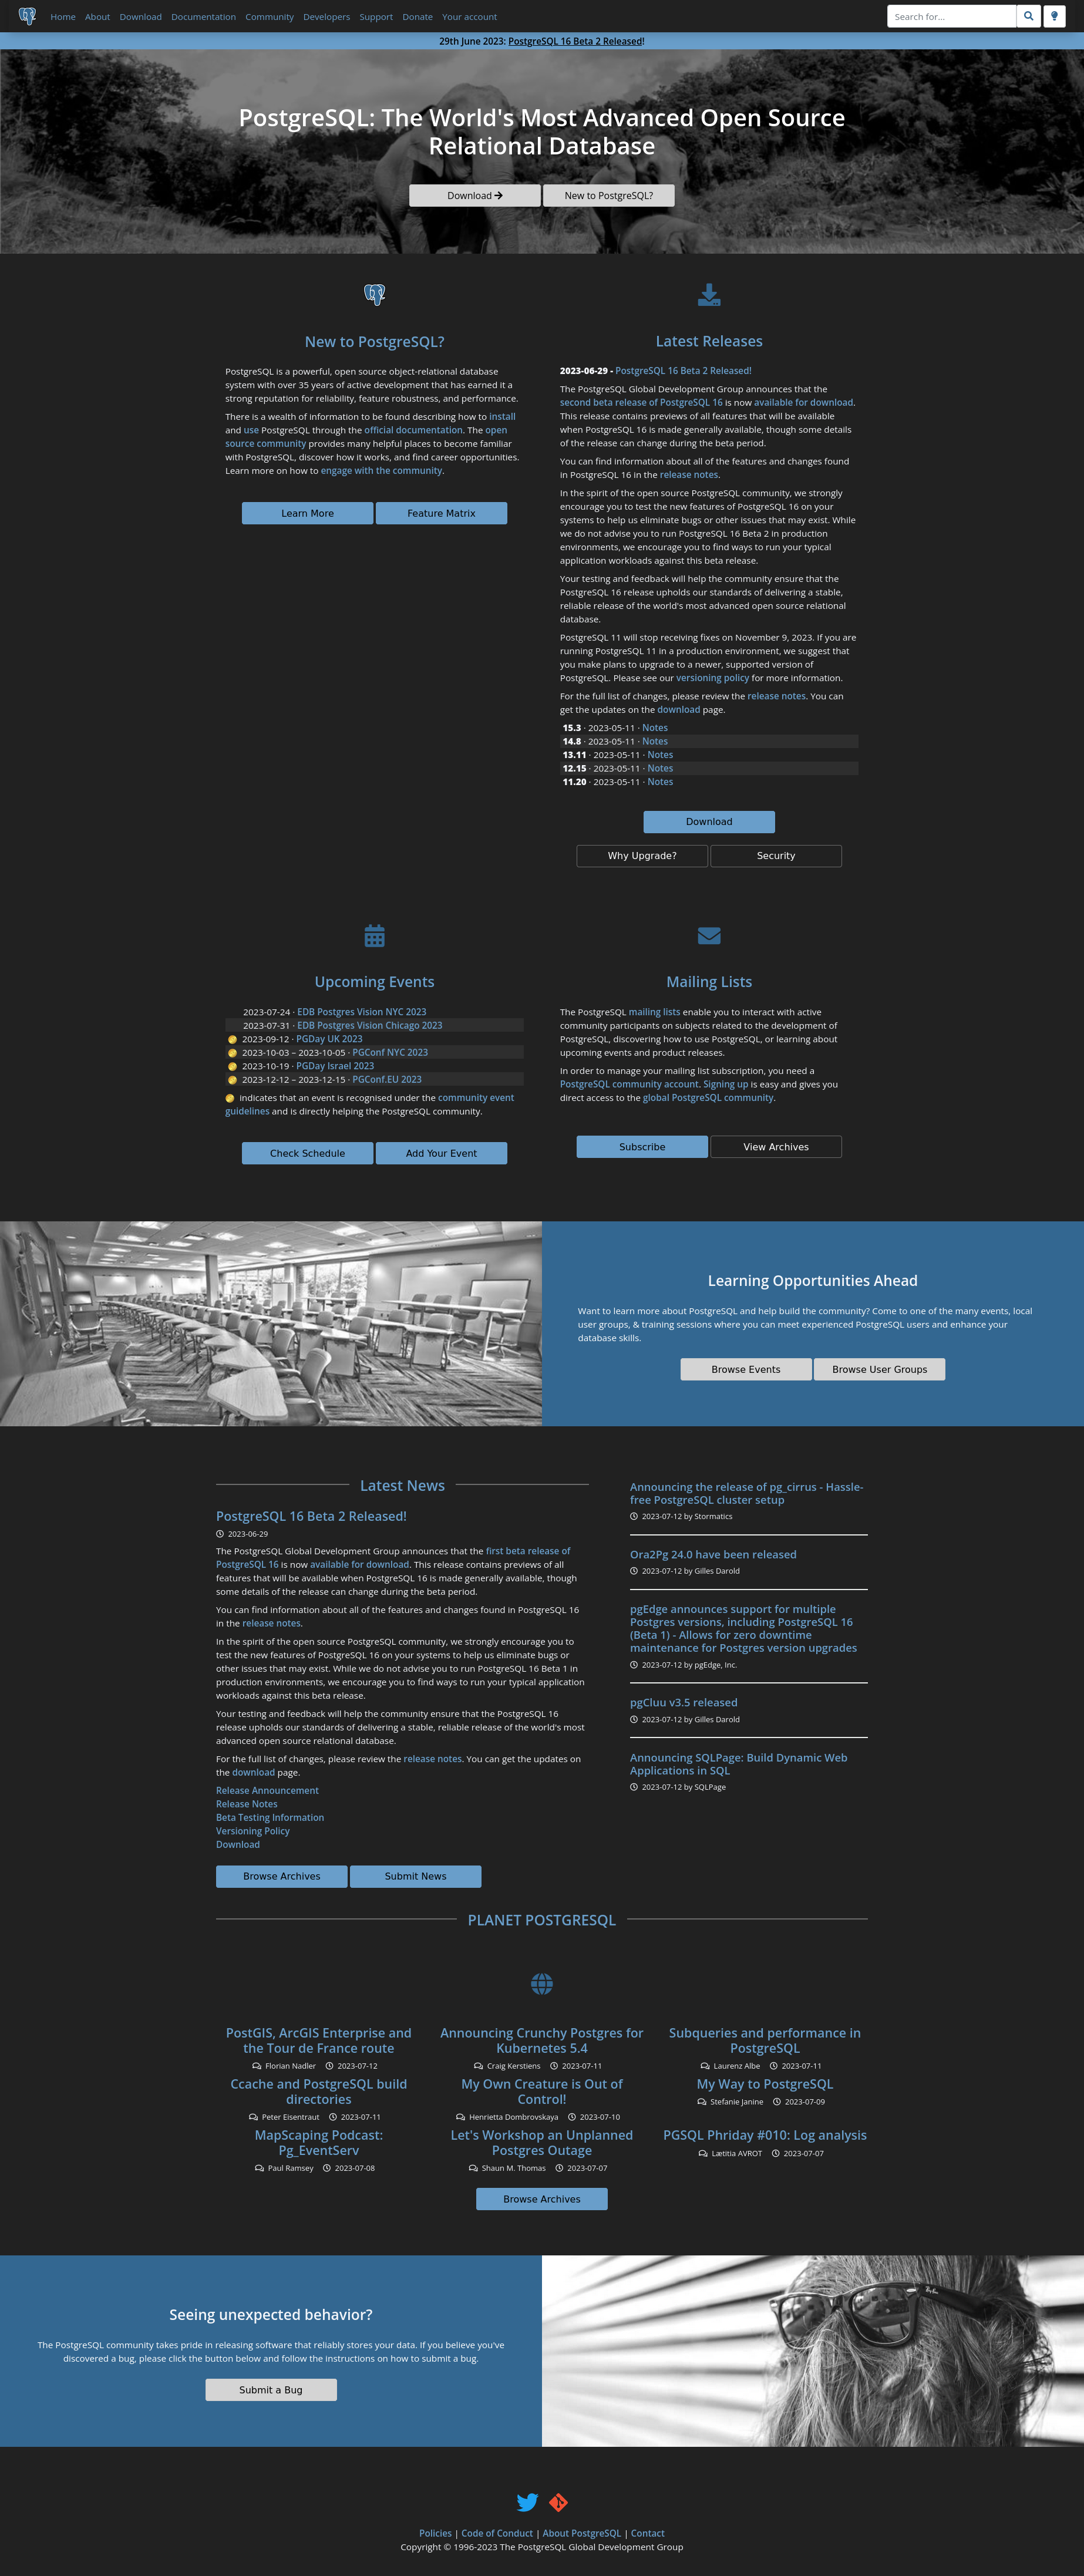 Home About Download Documentation Community Developers Support Donate Your account
Search for...
29th June 2023: PostgreSQL 16 Beta 2 Released!
PostgreSQL: The World's Most Advanced Open Source
Relational Database
Download
New to PostgreSQL?
New to PostgreSQL?
PostgreSQL is a powerful, open source object-relational database
system with over 35 years of active development that has earned it a
strong reputation for reliability, feature robustness, and performance.
There is a wealth of information to be found describing how to install
and use PostgreSQL through the official documentation. The open
source community provides many helpful places to become familiar
with PostgreSQL, discover how it works, and find career opportunities.
Learn more on how to engage with the community.
Learn More
Feature Matrix
Latest Releases
2023-06-29 - PostgreSQL 16 Beta 2 Released!
The PostgreSQL Global Development Group announces that the
second beta release of PostgreSQL 16 is now available for download.
This release contains previews of all features that will be available
when PostgreSQL 16 is made generally available, though some details
of the release can change during the beta period.
You can find information about all of the features and changes found
in PostgreSQL 16 in the release notes.
In the spirit of the open source PostgreSQL community, we strongly
encourage you to test the new features of PostgreSQL 16 on your
systems to help us eliminate bugs or other issues that may exist. While
we do not advise you to run PostgreSQL 16 Beta 2 in production
environments, we encourage you to find ways to run your typical
application workloads against this beta release.
Your testing and feedback will help the community ensure that the
PostgreSQL 16 release upholds our standards of delivering a stable,
reliable release of the world's most advanced open source relational
database.
PostgreSQL 11 will stop receiving fixes on November 9, 2023. If you are
running PostgreSQL 11 in a production environment, we suggest that
you make plans to upgrade to a newer, supported version of
PostgreSQL. Please see our versioning policy for more information.
For the full list of changes, please review the release notes. You can
get the updates on the download page.
15.3 · 2023-05-11 · Notes
14.8 · 2023-05-11 · Notes
13.11 · 2023-05-11 · Notes
12.15 · 2023-05-11 · Notes
11.20 · 2023-05-11 · Notes
Download
Why Upgrade?
Security
Upcoming Events
2023-07-24 · EDB Postgres Vision NYC 2023
2023-07-31 · EDB Postgres Vision Chicago 2023
2023-09-12 · PGDay UK 2023
2023-10-03 – 2023-10-05 · PGConf NYC 2023
2023-10-19 · PGDay Israel 2023
2023-12-12 – 2023-12-15 · PGConf.EU 2023
indicates that an event is recognised under the community event
guidelines and is directly helping the PostgreSQL community.
Check Schedule
Add Your Event
Mailing Lists
The PostgreSQL mailing lists enable you to interact with active
community participants on subjects related to the development of
PostgreSQL, discovering how to use PostgreSQL, or learning about
upcoming events and product releases.
In order to manage your mailing list subscription, you need a
PostgreSQL community account. Signing up is easy and gives you
direct access to the global PostgreSQL community.
Subscribe
View Archives
Learning Opportunities Ahead
Want to learn more about PostgreSQL and help build the community? Come to one of the many events, local
user groups, & training sessions where you can meet experienced PostgreSQL users and enhance your
database skills.
Browse Events
Browse User Groups
Latest News
PostgreSQL 16 Beta 2 Released!
2023-06-29
The PostgreSQL Global Development Group announces that the first beta release of
PostgreSQL 16 is now available for download. This release contains previews of all
features that will be available when PostgreSQL 16 is made generally available, though
some details of the release can change during the beta period.
You can find information about all of the features and changes found in PostgreSQL 16
in the release notes.
In the spirit of the open source PostgreSQL community, we strongly encourage you to
test the new features of PostgreSQL 16 on your systems to help us eliminate bugs or
other issues that may exist. While we do not advise you to run PostgreSQL 16 Beta 1 in
production environments, we encourage you to find ways to run your typical application
workloads against this beta release.
Your testing and feedback will help the community ensure that the PostgreSQL 16
release upholds our standards of delivering a stable, reliable release of the world's most
advanced open source relational database.
For the full list of changes, please review the release notes. You can get the updates on
the download page.
Release Announcement
Release Notes
Beta Testing Information
Versioning Policy
Download
Browse Archives
Submit News
Announcing the release of pg_cirrus - Hassle-
free PostgreSQL cluster setup
2023-07-12 by Stormatics
Ora2Pg 24.0 have been released
2023-07-12 by Gilles Darold
pgEdge announces support for multiple
Postgres versions, including PostgreSQL 16
(Beta 1) - Allows for zero downtime
maintenance for Postgres version upgrades
2023-07-12 by pgEdge, Inc.
pgCluu v3.5 released
2023-07-12 by Gilles Darold
Announcing SQLPage: Build Dynamic Web
Applications in SQL
2023-07-12 by SQLPage
PLANET POSTGRESQL
PostGIS, ArcGIS Enterprise and
the Tour de France route
Florian Nadler 2023-07-12
Announcing Crunchy Postgres for
Kubernetes 5.4
Craig Kerstiens 2023-07-11
Subqueries and performance in
PostgreSQL
Laurenz Albe 2023-07-11
Ccache and PostgreSQL build
directories
Peter Eisentraut 2023-07-11
My Own Creature is Out of
Control!
Henrietta Dombrovskaya 2023-07-10
My Way to PostgreSQL
Stefanie Janine 2023-07-09
MapScaping Podcast:
Pg_EventServ
Paul Ramsey 2023-07-08
Let's Workshop an Unplanned
Postgres Outage
Shaun M. Thomas 2023-07-07
PGSQL Phriday #010: Log analysis
Lætitia AVROT 2023-07-07
Browse Archives
Seeing unexpected behavior?
The PostgreSQL community takes pride in releasing software that reliably stores your data. If you believe you've
discovered a bug, please click the button below and follow the instructions on how to submit a bug.
Submit a Bug
Ray-Ban
Policies | Code of Conduct | About PostgreSQL | Contact
Copyright © 1996-2023 The PostgreSQL Global Development Group